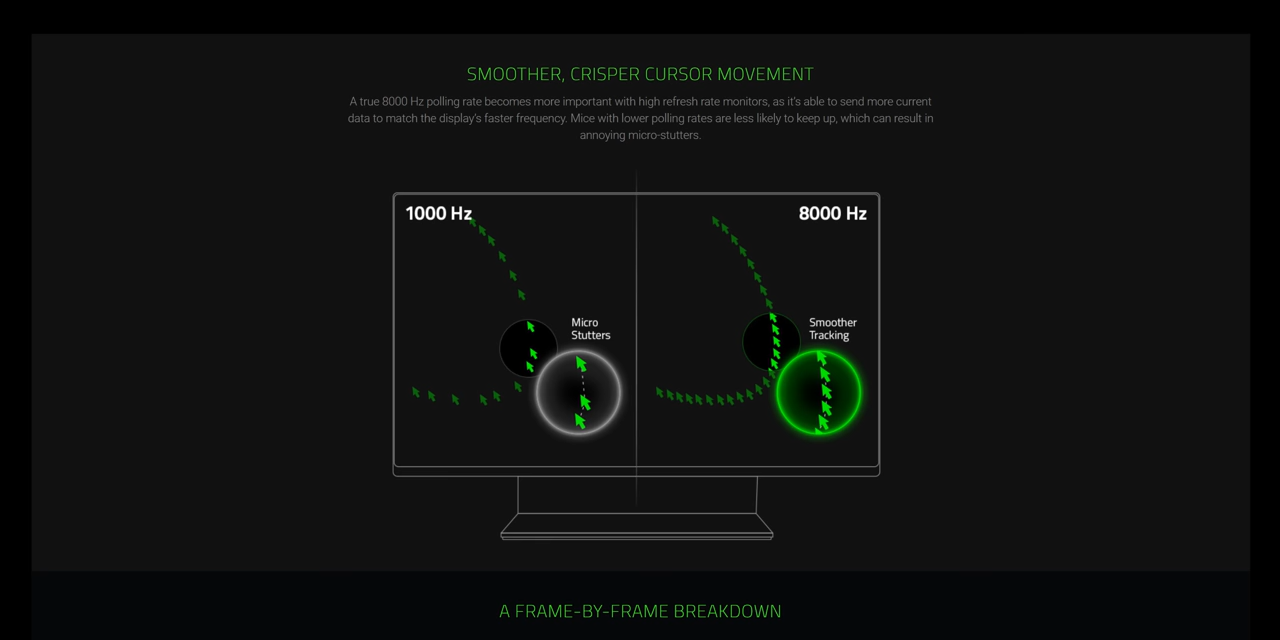 SMOOTHER, CRISPER CURSOR MOVEMENT
A true 8000 Hz polling rate becomes more important with high refresh rate monitors, as it's able to send more current
data to match the display's faster frequency. Mice with lower polling rates are less likely to keep up, which can result in
annoying micro-stutters.
1000 Hz
8000 Hz
Micro
Stutters
Smoother
Tracking
A FRAME-BY-FRAME BREAKDOWN